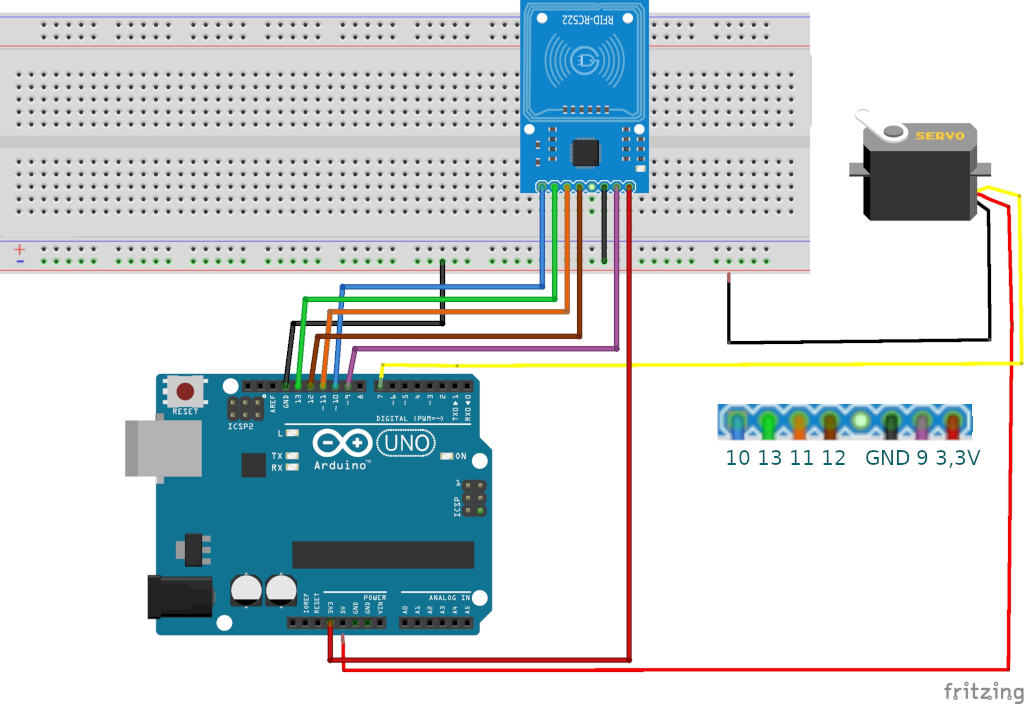 RFID-RC522
SERVO
+
-
RESET
ICSP2
AREF
GND
13
12
~11
~10
~9
8
7
~6
~5
4
~3
2
TXD 1
RXD 0
DIGITAL (PWM=~)
L
TX
RX
UNO
Arduino™
ON
1
ICSP
10 13 11 12 GND 9 3,3V
IOREF
RESET
3V3
5V
GND
GND
VIN
POWER
ANALOG IN
A0
A1
A2
A3
A4
A5
fritzing